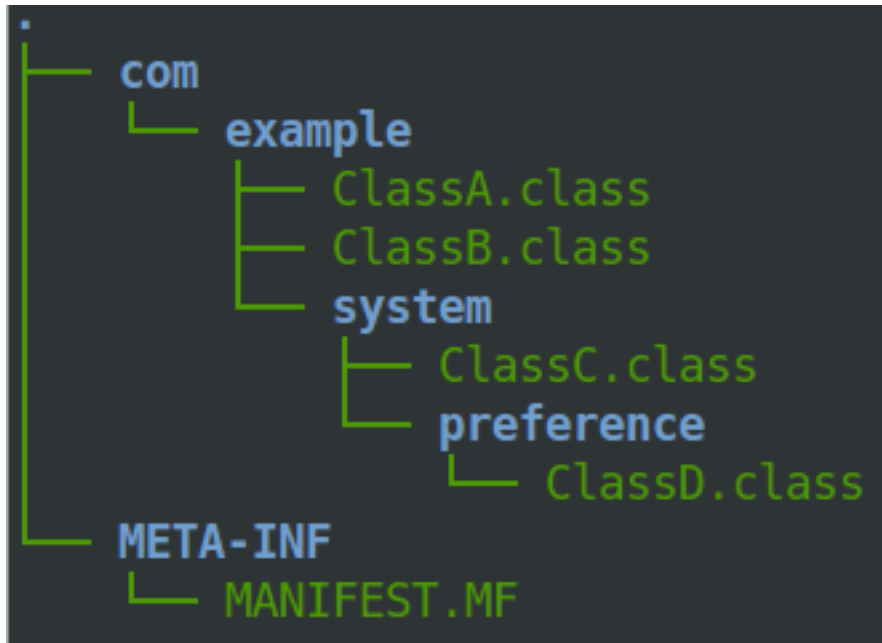 .
com
example
ClassA.class
ClassB.class
system
ClassC.class
preference
ClassD.class
META-INF
MANIFEST.MF